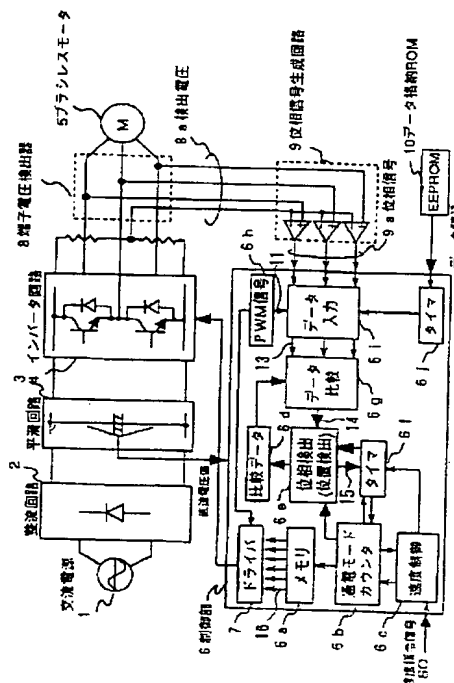 交流電源
1
整流回路
2
平滑回路
3
インバータ回路
4
8端子電圧検出器
5ブラシレスモータ
M
8a検出電圧
9位相信号生成回路
9a位相信号
10データ格納ROM
EEPROM
直流電圧値
6制御部
7
ドライバ
16
メモリ
6a
通電モード
カウンタ
6b
速度制御
6c
60
比較データ
6d
位相検出
(位置検出)
6e
15
タイマ
6f
14
データ
比較
6g
13
PWM信号
6h
11
データ
入力
6i
タイマ
6j